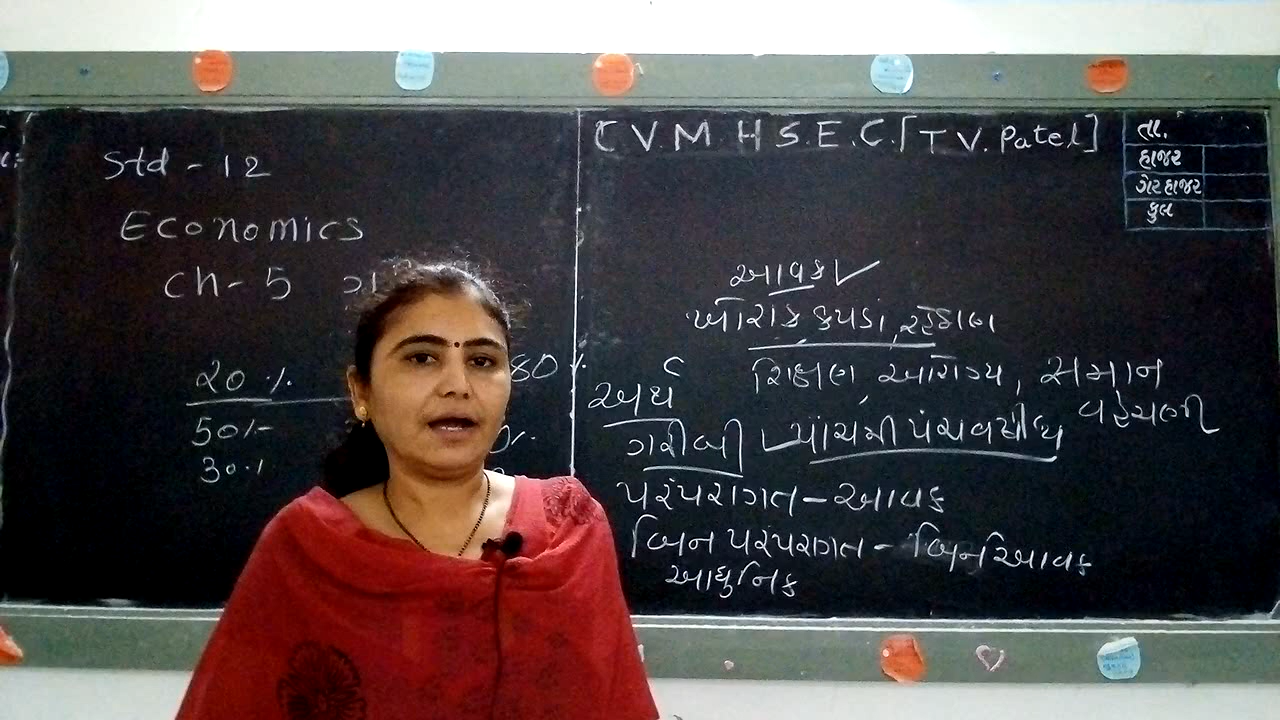 Std - 12
Economics
Ch - 5
20 %
80 %
50 %
30 %
C V. M. H S. E. C. [T V. Patel]
તા.
હાજર
ગેરહાજર
કુલ
આવક ✓
ખોરાક, કપડાં, રહેઠાણ
શિક્ષણ, આરોગ્ય, સમાન
વહેંચણી
અર્થ
ગરીબી ✓ પાંચમી પંચવર્ષીય
પરંપરાગત - આવક
બિન પરંપરાગત - બિનઆવક
આધુનિક